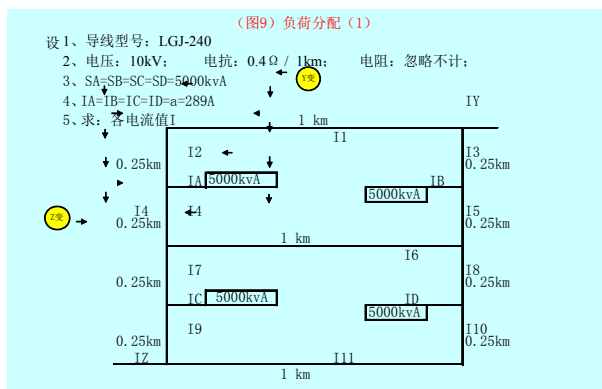 (图9)负荷分配(1)
设1、导线型号:LGJ-240
2、电压:10kV; 电抗:0.4Ω/ 1km; 电阻:忽略不计;
3、SA=SB=SC=SD=5000kvA
Y变
4、IA=IB=IC=ID=a=289A
IY
5、求:各电流值I
1 km
I1
I2
I3
0.25km
0.25km
IA
5000kvA
IB
5000kvA
Z变
I4
I4
I5
0.25km
0.25km
1 km
I6
I7
I8
0.25km
0.25km
IC
5000kvA
ID
5000kvA
I9
I10
0.25km
0.25km
IZ
I11
1 km